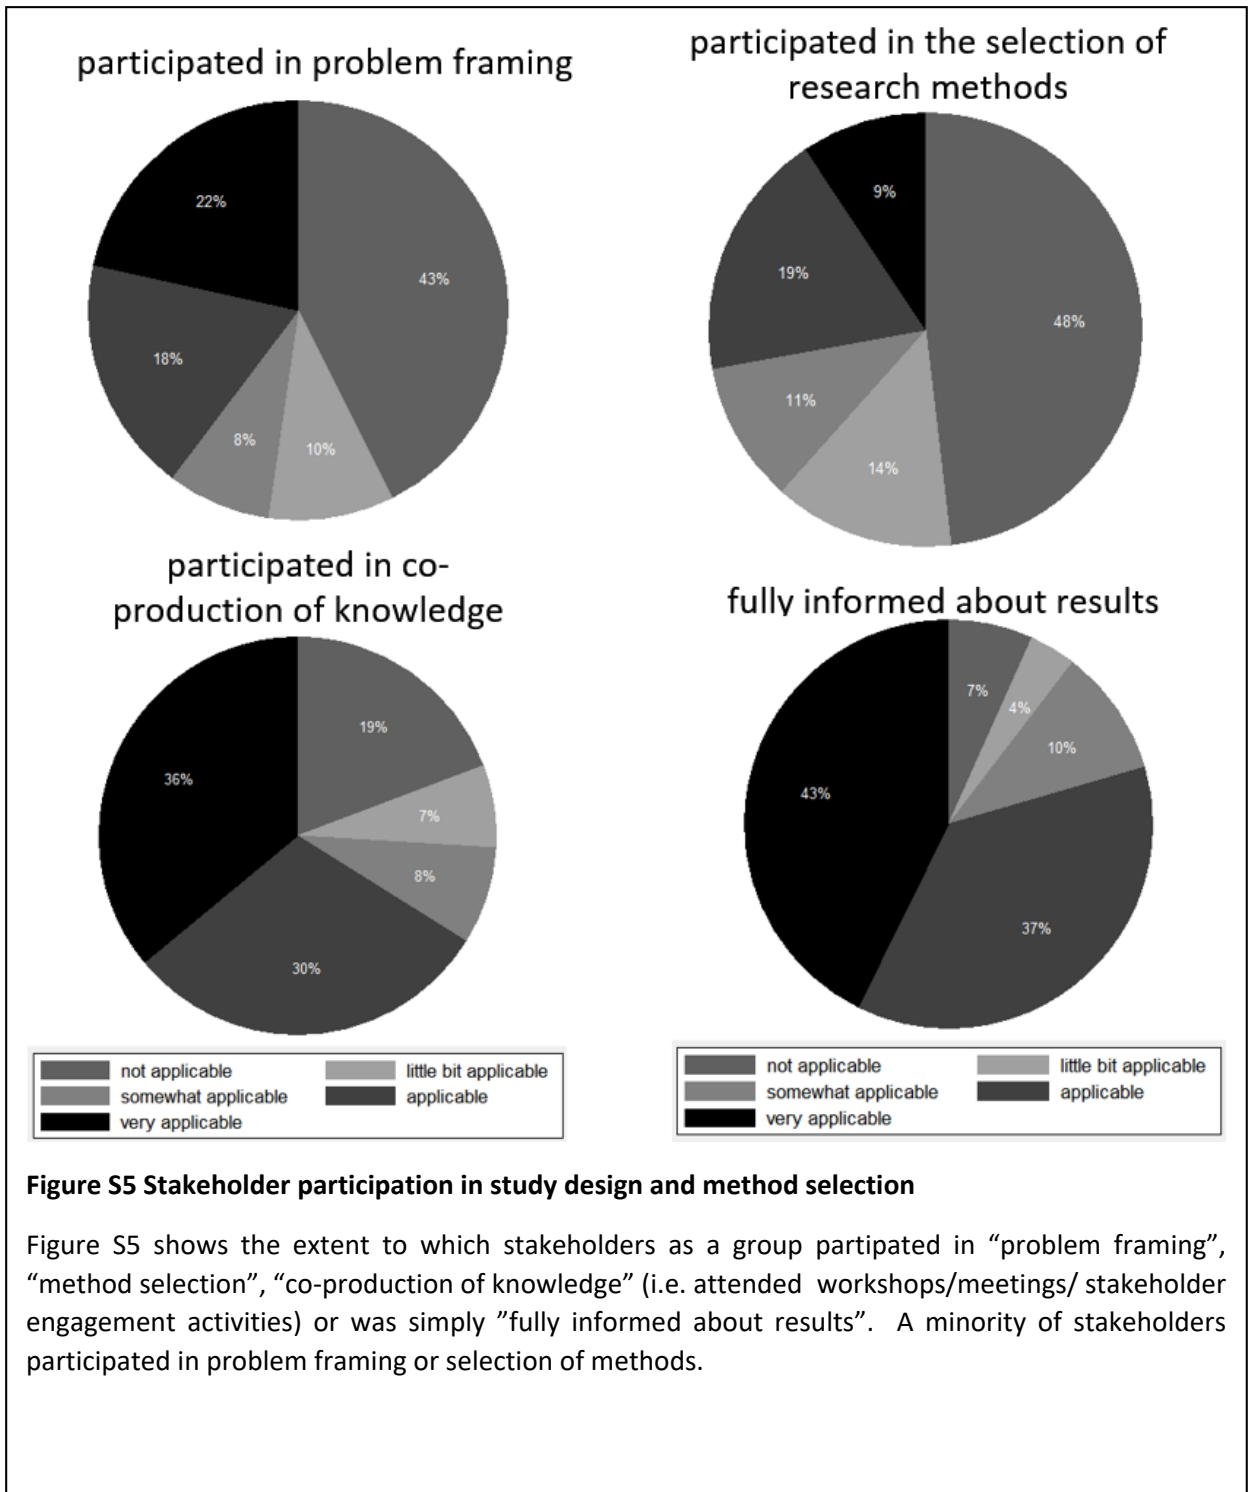 participated in problem framing
22%
43%
18%
8%
10%
participated in the selection of
research methods
9%
19%
48%
11%
14%
participated in co-
production of knowledge
36%
19%
7%
8%
30%
fully informed about results
7%
4%
10%
43%
37%
not applicable
little bit applicable
somewhat applicable
applicable
very applicable
not applicable
little bit applicable
somewhat applicable
applicable
very applicable
Figure S5 Stakeholder participation in study design and method selection
Figure S5 shows the extent to which stakeholders as a group partipated in “problem framing”,
“method selection”, “co-production of knowledge” (i.e. attended workshops/meetings/ stakeholder
engagement activities) or was simply ”fully informed about results”. A minority of stakeholders
participated in problem framing or selection of methods.